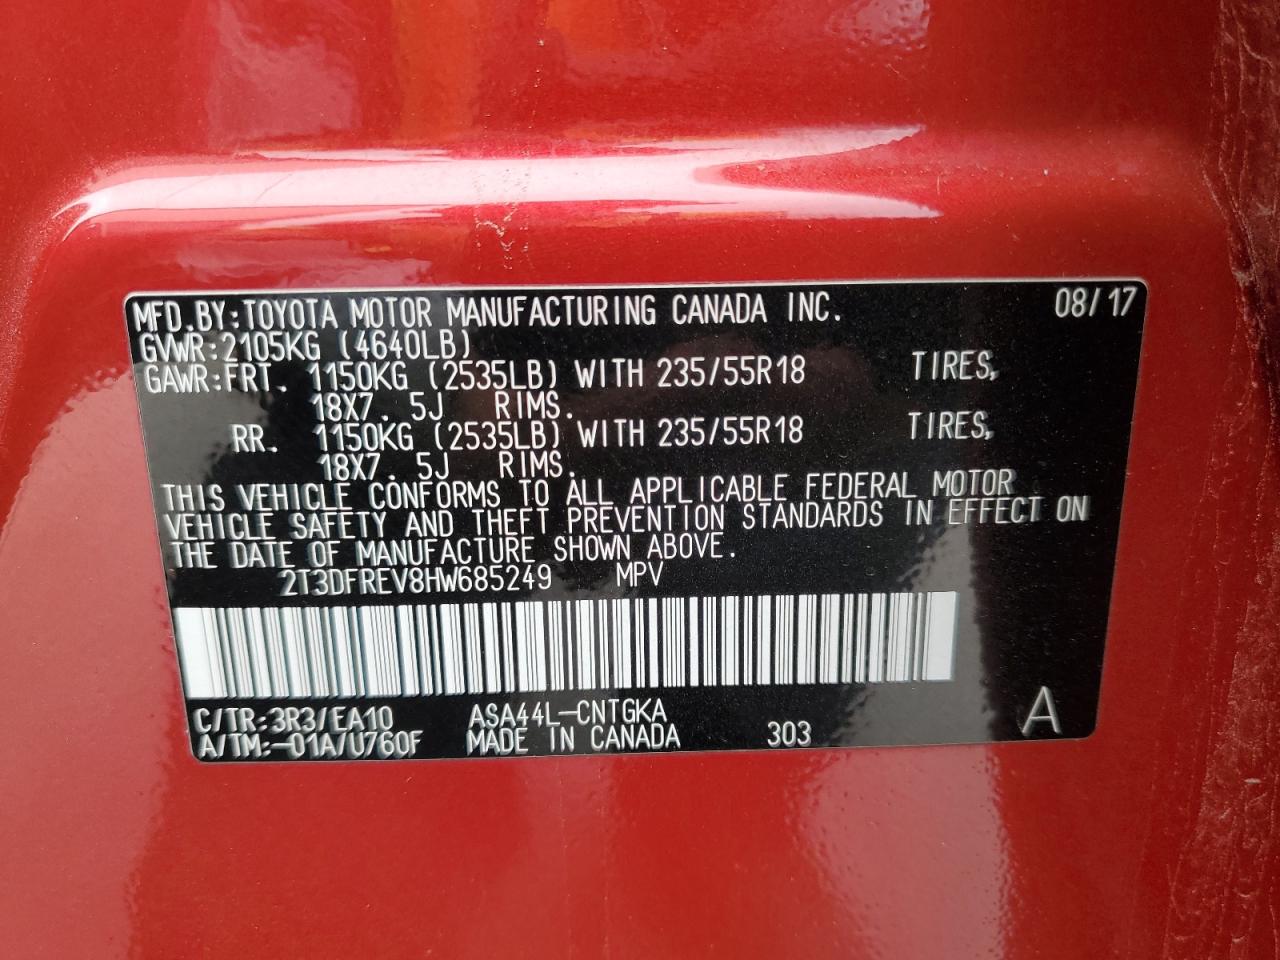 MFD.BY:TOYOTA MOTOR MANUFACTURING CANADA INC. 08/17
GVWR:2105KG (4640LB)
GAWR:FRT. 1150KG (2535LB) WITH 235/55R18 TIRES,
18X7. 5J RIMS.
RR. 1150KG (2535LB) WITH 235/55R18 TIRES,
18X7. 5J RIMS.
THIS VEHICLE CONFORMS TO ALL APPLICABLE FEDERAL MOTOR
VEHICLE SAFETY AND THEFT PREVENTION STANDARDS IN EFFECT ON
THE DATE OF MANUFACTURE SHOWN ABOVE.
2T3DFREV8HW685249 MPV
C/TR:3R3/EA10 ASA44L-CNTGKA
A/TM:-01A/U760F MADE IN CANADA 303 A